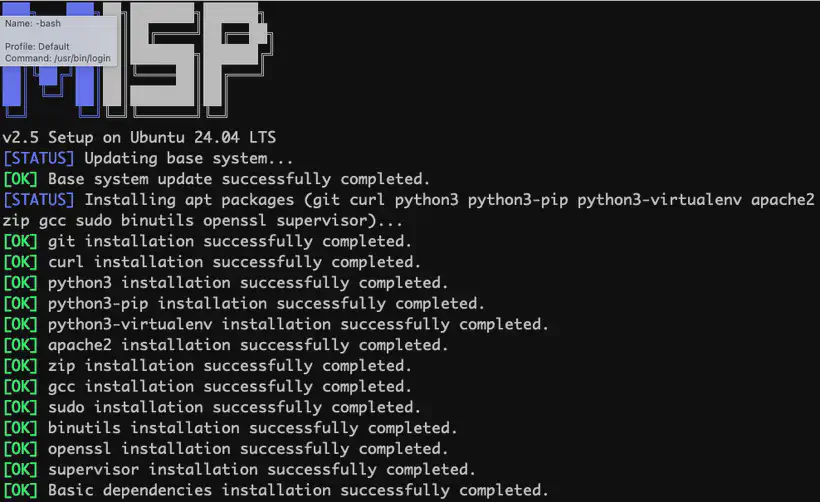 MISP
Name: -bash
Profile: Default
Command: /usr/bin/login
v2.5 Setup on Ubuntu 24.04 LTS
[STATUS] Updating base system...
[OK] Base system update successfully completed.
[STATUS] Installing apt packages (git curl python3 python3-pip python3-virtualenv apache2
zip gcc sudo binutils openssl supervisor)...
[OK] git installation successfully completed.
[OK] curl installation successfully completed.
[OK] python3 installation successfully completed.
[OK] python3-pip installation successfully completed.
[OK] python3-virtualenv installation successfully completed.
[OK] apache2 installation successfully completed.
[OK] zip installation successfully completed.
[OK] gcc installation successfully completed.
[OK] sudo installation successfully completed.
[OK] binutils installation successfully completed.
[OK] openssl installation successfully completed.
[OK] supervisor installation successfully completed.
[OK] Basic dependencies installation successfully completed.